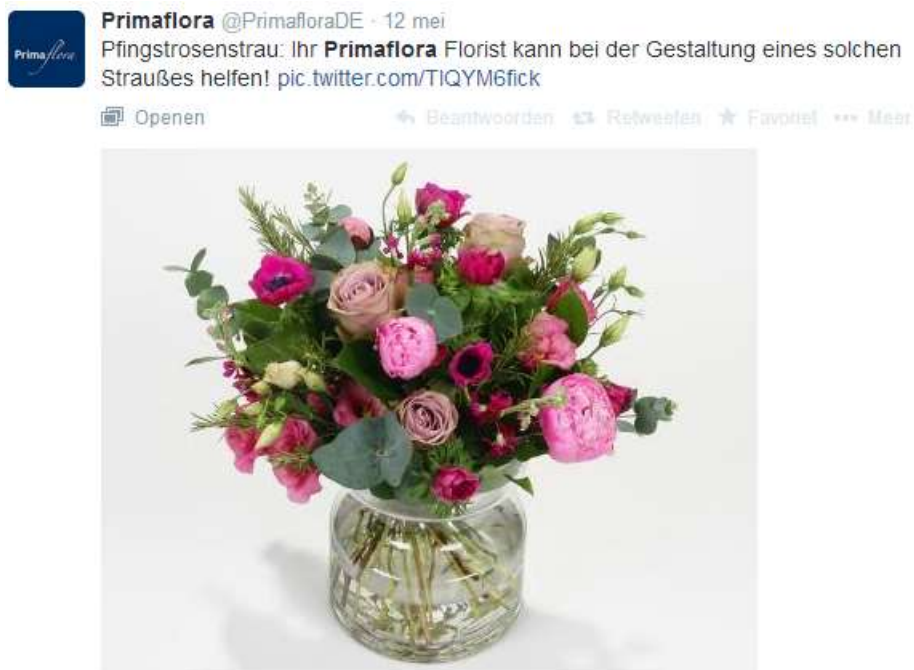 Primaflora @PrimafloraDE · 12 mei
Prima flora
Pfingstrosenstrau: Ihr Primaflora Florist kann bei der Gestaltung eines solchen
Straußes helfen! pic.twitter.com/TIQYM6fick
Openen Beantwoorden Retweeten Favoriet Meer